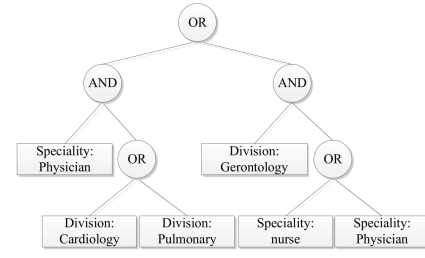 OR
AND
AND
Speciality:
Physician
OR
Division:
Gerontology
OR
Division:
Cardiology
Division:
Pulmonary
Speciality:
nurse
Speciality:
Physician